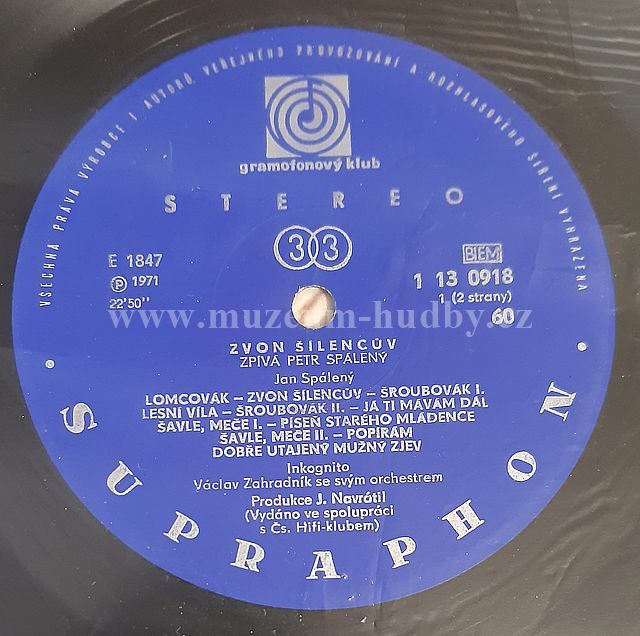 VŠECHNA PRÁVA VÝROBCE I AUTORŮ VEŘEJNÉHO PROVOZOVÁNÍ A ROZHLASOVÉHO ŠÍŘENÍ VYHRAZENA
gramofonový klub
STEREO
33
E 1847
BIEM
Ⓟ 1971
1 13 0918
22'50''
1 (2 strany)
60
www.muzeum-hudby.cz
ZVON ŠÍLENCŮV
ZPÍVÁ PETR SPÁLENÝ
Jan Spálený
LOMCOVÁK – ZVON ŠÍLENCŮV – ŠROUBOVÁK I.
LESNÍ VÍLA – ŠROUBOVÁK II. – JÁ TI MÁVÁM DÁL
ŠAVLE, MEČE I. – PÍSEŇ STARÉHO MLÁDENCE
ŠAVLE, MEČE II. – POPÍRÁM
DOBŘE UTAJENÝ MUŽNÝ ZJEV
Inkognito
Václav Zahradník se svým orchestrem
Produkce J. Navrátil
(Vydáno ve spolupráci
s Čs. Hifi-klubem)
SUPRAPHON